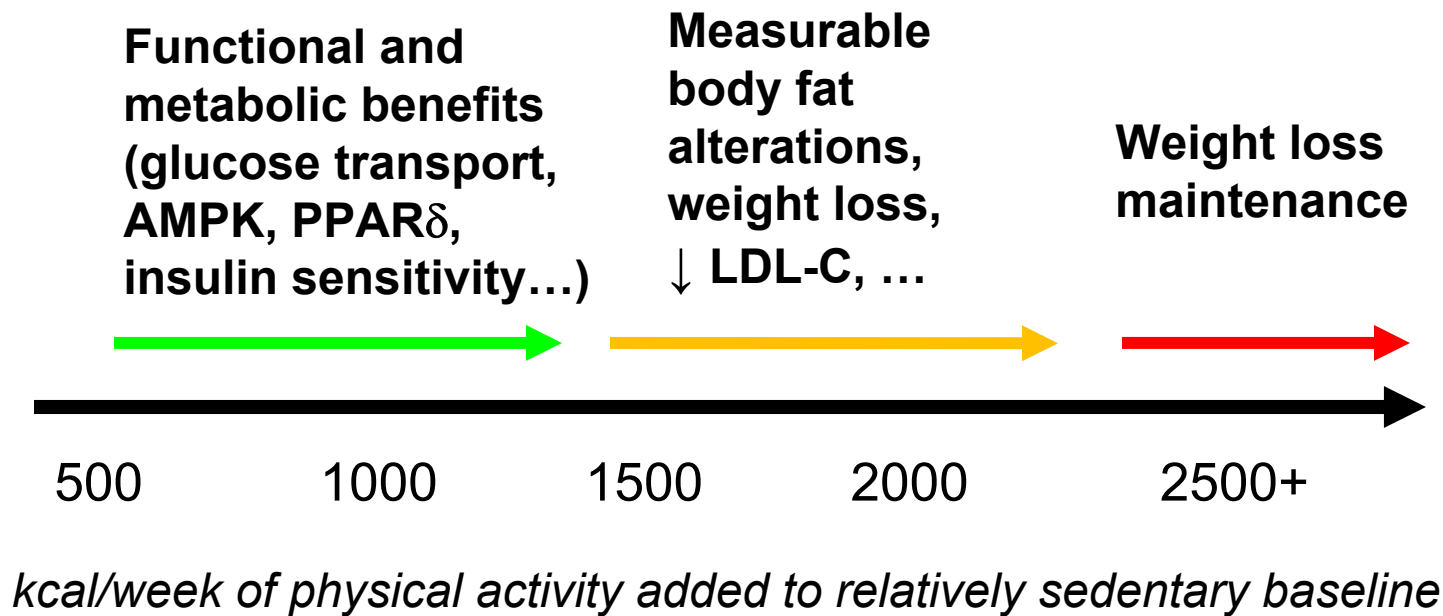 Functional and
metabolic benefits
(glucose transport,
AMPK, PPARδ,
insulin sensitivity…)
Measurable
body fat
alterations,
weight loss,
↓ LDL-C, …
Weight loss
maintenance
500 1000 1500 2000 2500+
kcal/week of physical activity added to relatively sedentary baseline